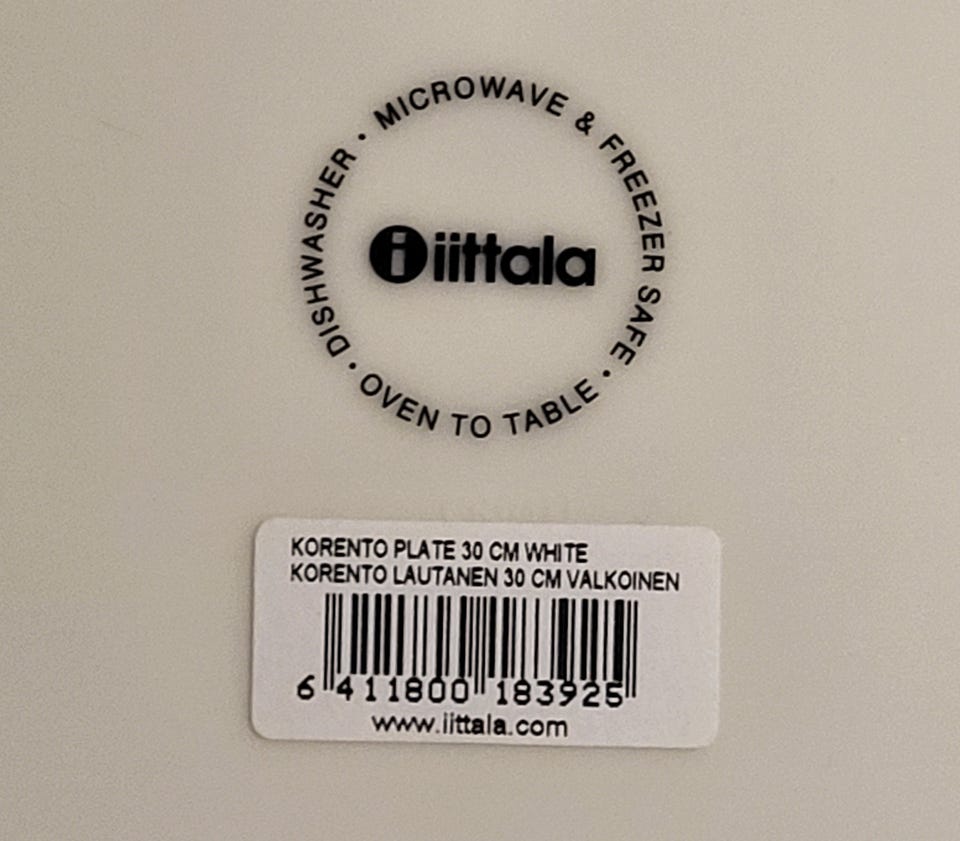 DISHWASHER · MICROWAVE & FREEZER SAFE · OVEN TO TABLE ·
i iittala
KORENTO PLATE 30 CM WHITE
KORENTO LAUTANEN 30 CM VALKOINEN
6 411800 183925
www.iittala.com